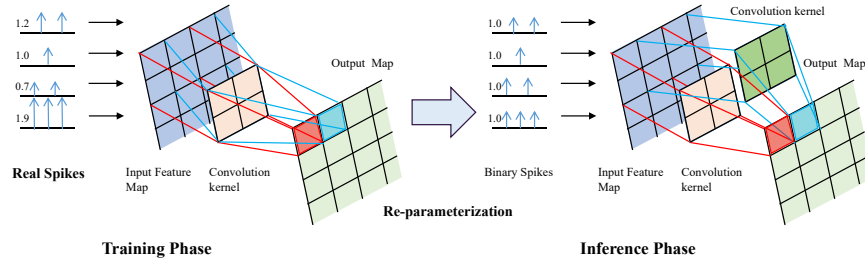 1.2
1.0
0.7
1.9
Real Spikes
Input Feature
Map
Convolution
kernel
Output Map
Training Phase
Re-parameterization
1.0
1.0
1.0
1.0
Binary Spikes
Input Feature
Map
Convolution
kernel
Convolution kernel
Output Map
Inference Phase